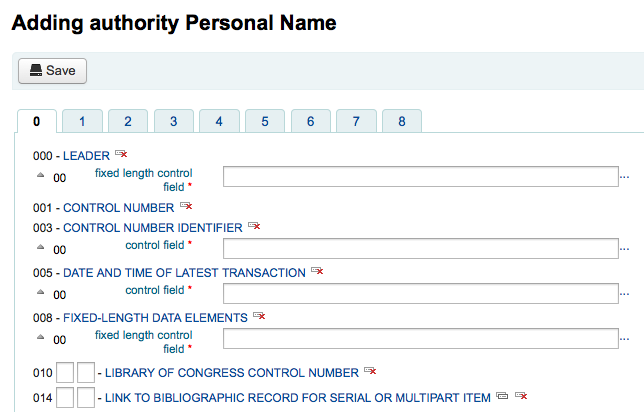 Adding authority Personal Name
Save
0 1 2 3 4 5 6 7 8
000 - LEADER
00 fixed length control field * ...
001 - CONTROL NUMBER
003 - CONTROL NUMBER IDENTIFIER
00 control field * ...
005 - DATE AND TIME OF LATEST TRANSACTION
00 control field * ...
008 - FIXED-LENGTH DATA ELEMENTS
00 fixed length control field * ...
010 - LIBRARY OF CONGRESS CONTROL NUMBER
014 - LINK TO BIBLIOGRAPHIC RECORD FOR SERIAL OR MULTIPART ITEM